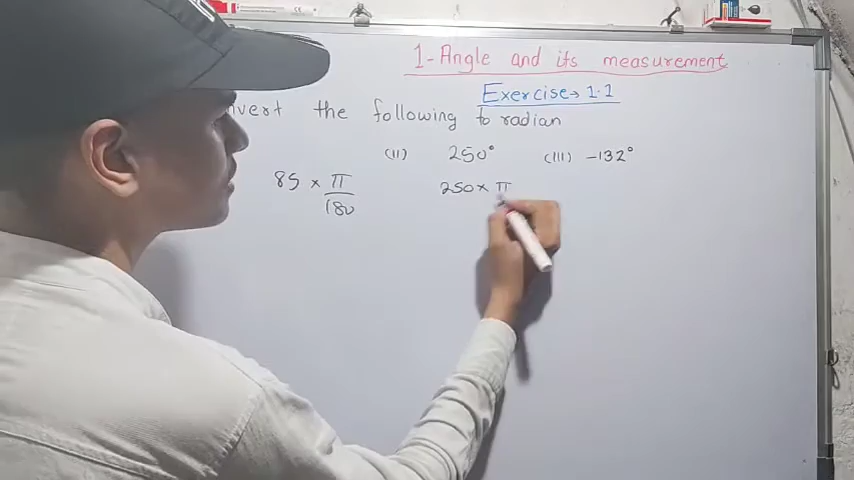 1-Angle and its measurement
Exercise→ 1.1
the following to radian
(ii) 250° (iii) -132°
85 × π/180
250 × π